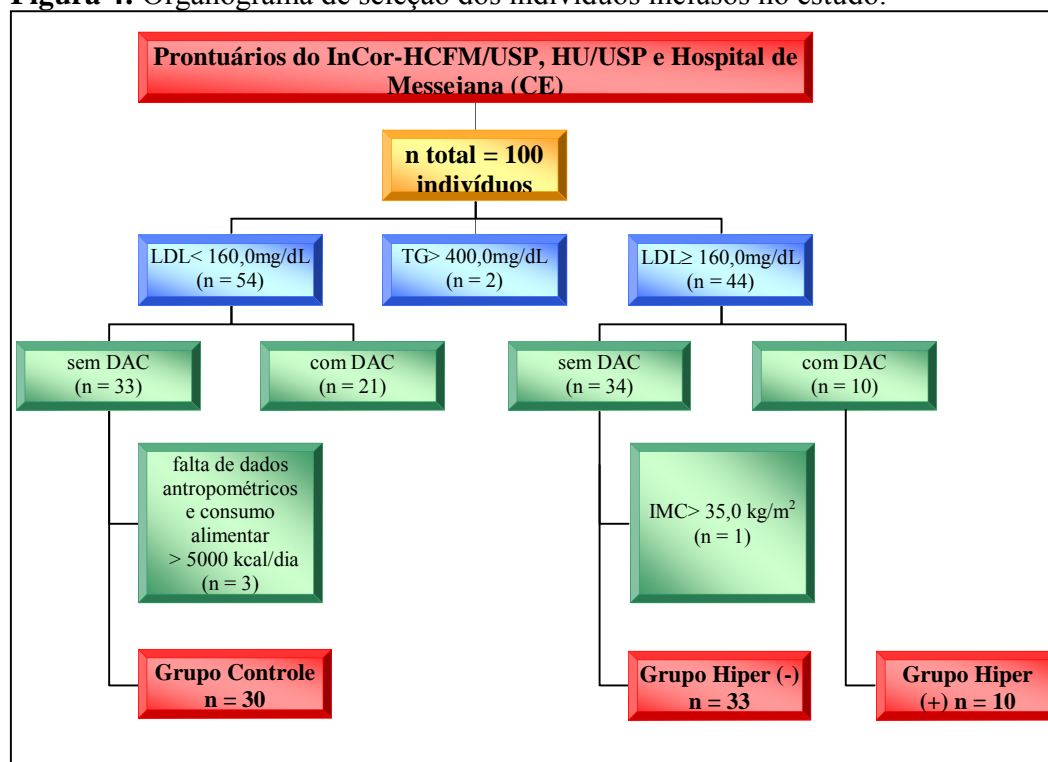 Figura 4. Organograma de seleção dos indivíduos inclusos no estudo.
Prontuários do InCor-HCFM/USP, HU/USP e Hospital de
Messejana (CE)
n total = 100
indivíduos
LDL< 160,0mg/dL
(n = 54)
TG> 400,0mg/dL
(n = 2)
LDL≥ 160,0mg/dL
(n = 44)
sem DAC
(n = 33)
com DAC
(n = 21)
sem DAC
(n = 34)
com DAC
(n = 10)
falta de dados
antropométricos
e consumo
alimentar
> 5000 kcal/dia
(n = 3)
IMC> 35,0 kg/m²
(n = 1)
Grupo Controle
n = 30
Grupo Hiper (-)
n = 33
Grupo Hiper
(+) n = 10